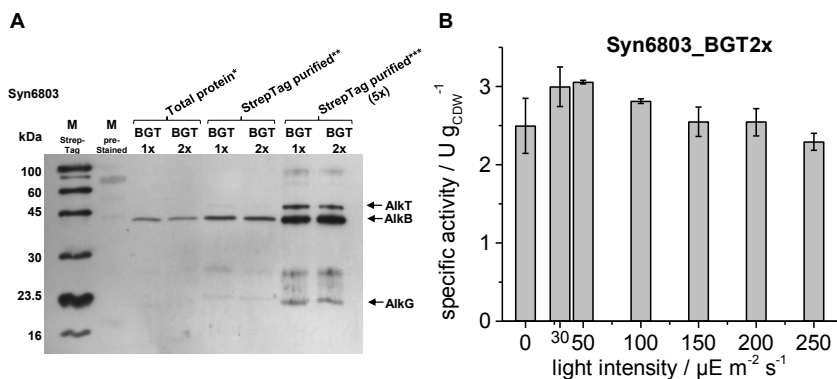 A
Syn6803
Total protein*
StrepTag purified**
StrepTag purified***
(5x)
M
M
BGT BGT BGT BGT BGT BGT
kDa
Strep-
Tag
pre-
Stained
1x 2x 1x 2x 1x 2x
100
60
45
30
23.5
16
AlkT
AlkB
AlkG
B
Syn6803_BGT2x
specific activity / U g_CDW^-1
3
2
1
0
0 30 50 100 150 200 250
light intensity / µE m⁻² s⁻¹